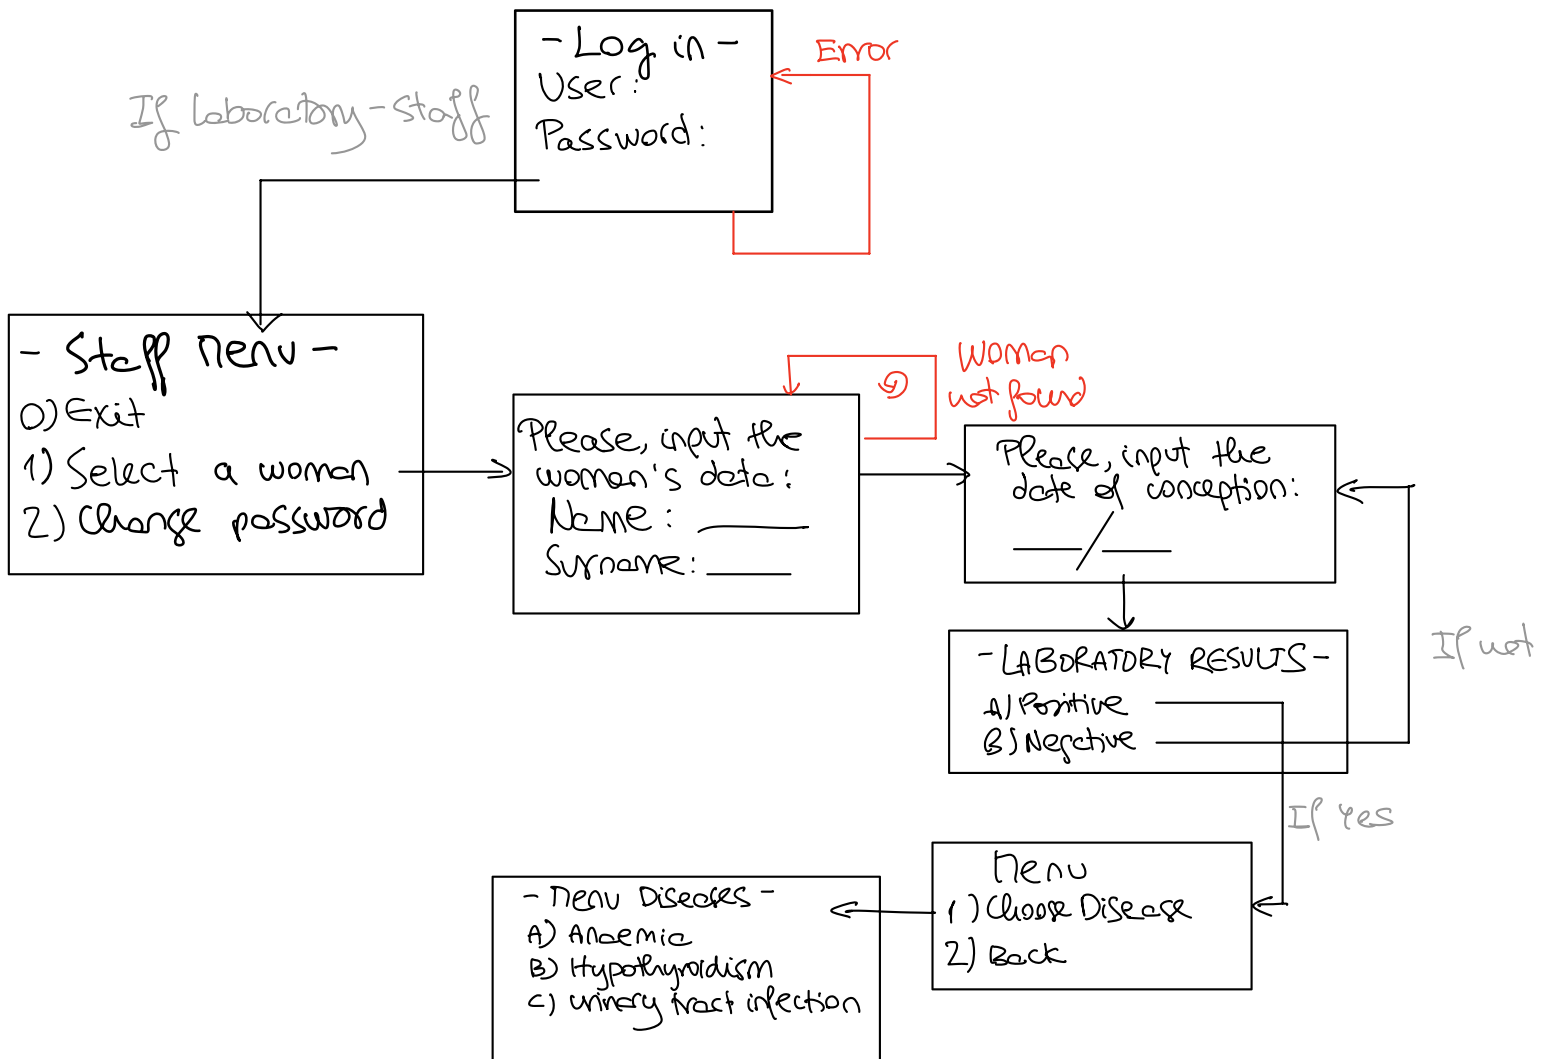 - Log in -
User:
Password:
Error
If laboratory-staff
- Staff Menu -
0) Exit
1) Select a woman
2) Change password
Please, input the
woman's data:
Name: ______
Surname: ______
Woman
not found
Please, input the
date of conception:
___/___
- LABORATORY RESULTS -
A) Positive
B) Negative
If not
If Yes
Menu
1) Choose Disease
2) Back
- Menu Diseases -
A) Anaemia
B) Hypothyroidism
C) Urinary tract infection